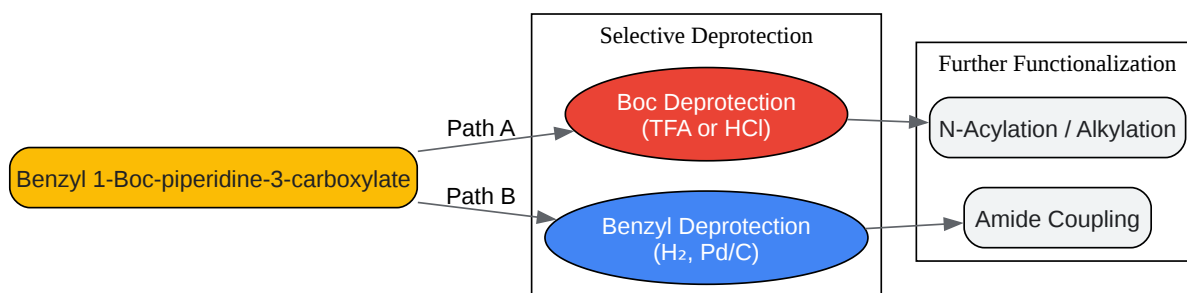 Selective Deprotection
Further Functionalization
Boc Deprotection
(TFA or HCl)
N-Acylation / Alkylation
Path A
Benzyl 1-Boc-piperidine-3-carboxylate
Path B
Benzyl Deprotection
(H₂, Pd/C)
Amide Coupling